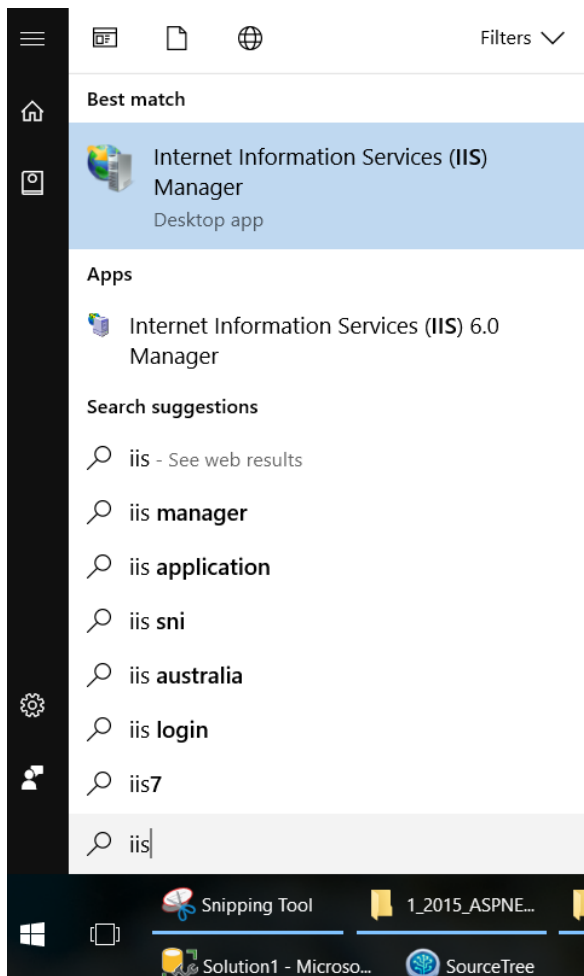 Filters
Best match
Internet Information Services (IIS)
Manager
Desktop app
Apps
Internet Information Services (IIS) 6.0
Manager
Search suggestions
iis - See web results
iis manager
iis application
iis sni
iis australia
iis login
iis7
iis
Snipping Tool
1_2015_ASPNE...
Solution1 - Microso...
SourceTree